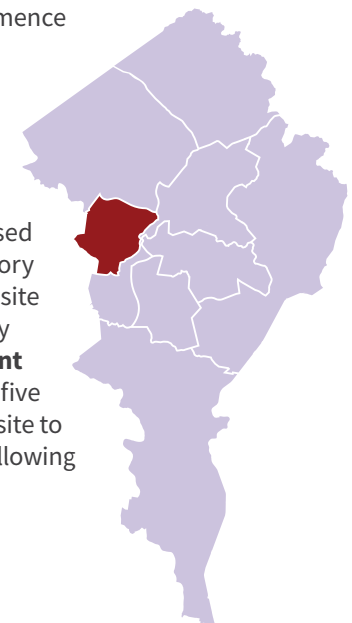 mence
sed
ory
site
y
nt
five
site to
llowing